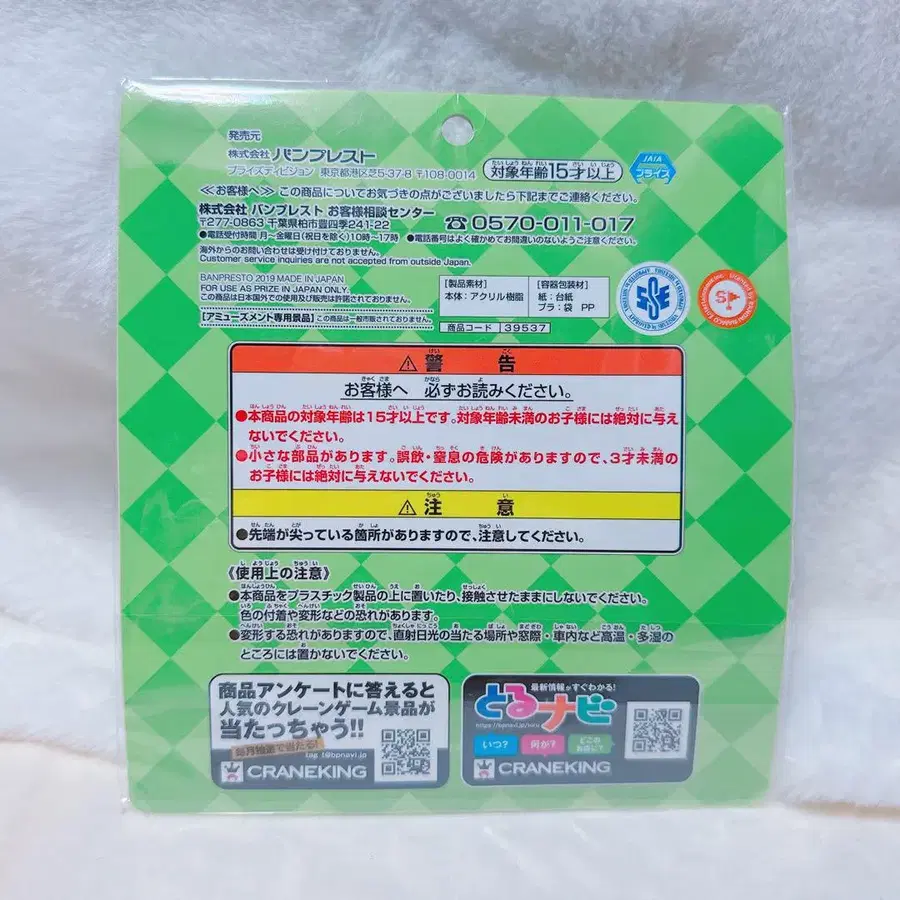 発売元
株式会社 バンプレスト
プライズディビジョン 東京都港区芝5-37-8 〒108-0014
対象年齢15才以上
JAIA
プライズ
≪お客様へ≫ この商品についてお気づきの点がございましたら下記までご連絡ください。
株式会社 バンプレスト お客様相談センター
〒277-0863 千葉県柏市豊四季241-22
☎0570-011-017
●電話受付時間 月～金曜日(祝日を除く)10時～17時 ●電話番号はよく確かめてお間違いのないようご注意ください。
海外からのお問い合わせは受け付けておりません。
Customer service inquiries are not accepted from outside Japan.
BANPRESTO 2019 MADE IN JAPAN
FOR USE AS PRIZE IN JAPAN ONLY.
この商品は日本国外での使用及び販売は許諾されておりません。
[アミューズメント専用景品] この商品は一般市販されておりません。
[製品素材]
本体：アクリル樹脂
[容器包装材]
紙：台紙
プラ：袋 PP
商品コード 39537
⚠警告
お客様へ 必ずお読みください。
●本商品の対象年齢は15才以上です。対象年齢未満のお子様には絶対に与え
ないでください。
●小さな部品があります。誤飲・窒息の危険がありますので、3才未満の
お子様には絶対に与えないでください。
⚠注意
●先端が尖っている箇所がありますので、注意してください。
《使用上の注意》
●本商品をプラスチック製品の上に置いたり、接触させたままにしないでください。
色の付着や変形などの恐れがあります。
●変形する恐れがありますので、直射日光の当たる場所や窓際・車内など高温・多湿の
ところには置かないでください。
商品アンケートに答えると
人気のクレーンゲーム景品が
当たっちゃう!!
毎月抽選で当たる!
tag_t@bpnavi.jp
CRANEKING
最新情報がすぐわかる!
とるナビ
いつ?
何が?
どこの
お店に?
CRANEKING